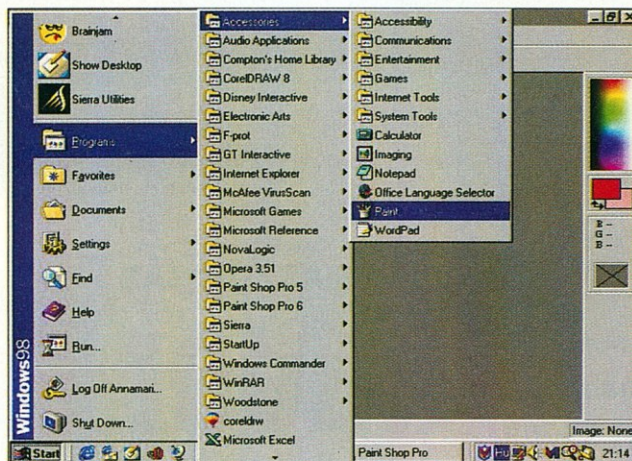 Brainjam
Show Desktop
Sierra Utilities
Programs
Favorites
Documents
Settings
Find
Help
Run...
Log Off Annamari...
Shut Down...
Windows98
Accessories
Audio Applications
Compton's Home Library
CorelDRAW 8
Disney Interactive
Electronic Arts
F-prot
GT Interactive
Internet Explorer
McAfee VirusScan
Microsoft Games
Microsoft Reference
NovaLogic
Opera 3.51
Paint Shop Pro 5
Paint Shop Pro 6
Sierra
StartUp
Windows Commander
WinRAR
Woodstone
coreldrw
Microsoft Excel
Accessibility
Communications
Entertainment
Games
Internet Tools
System Tools
Calculator
Imaging
Notepad
Office Language Selector
Paint
WordPad
R --
G --
B --
Image: None
Start
Paint Shop Pro
Hu
21:14